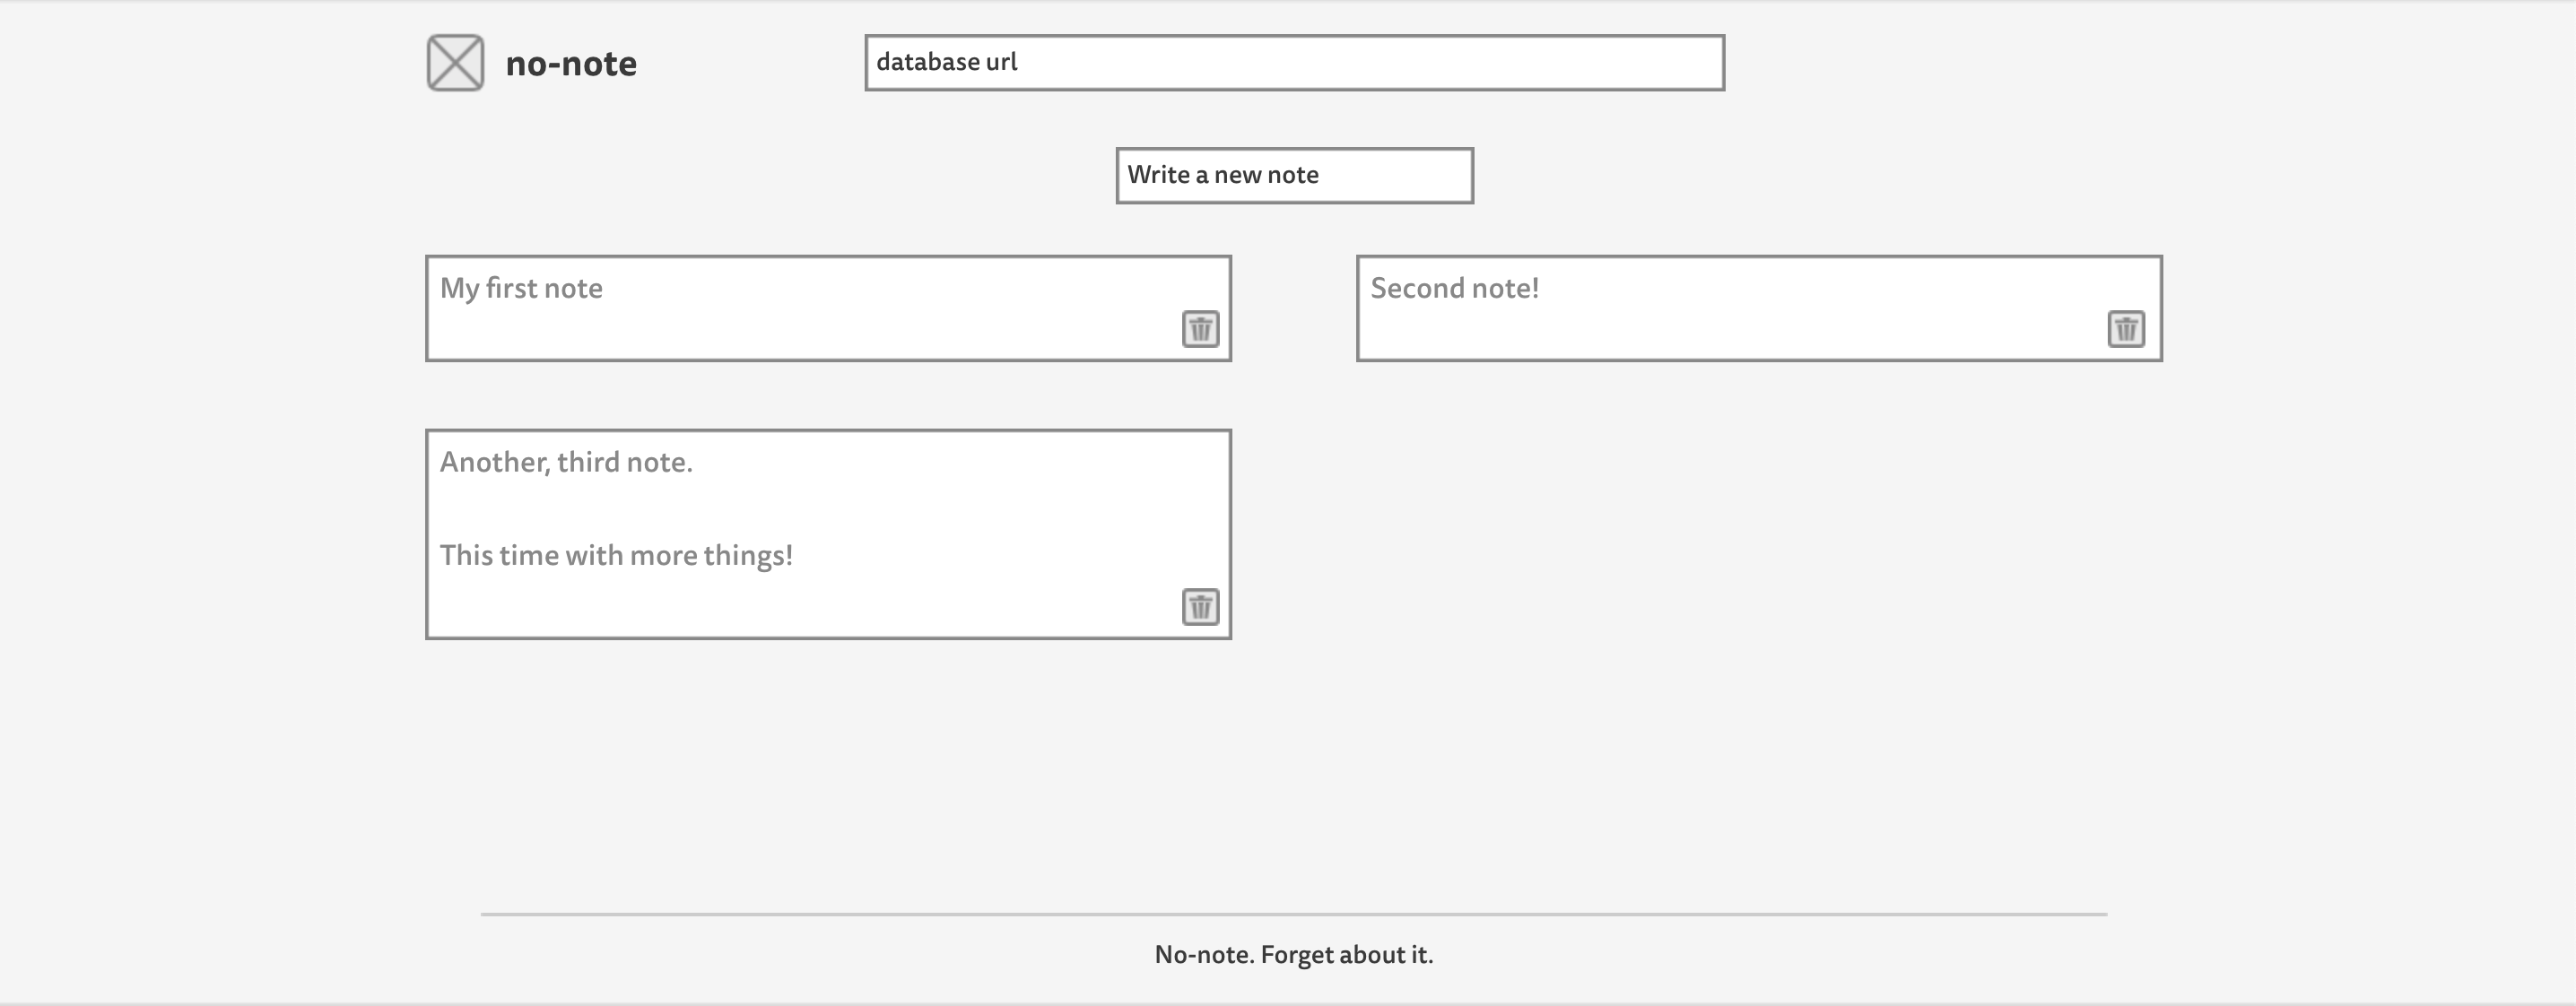 no-note
database url
Write a new note
My first note
Second note!
Another, third note.
This time with more things!
No-note. Forget about it.